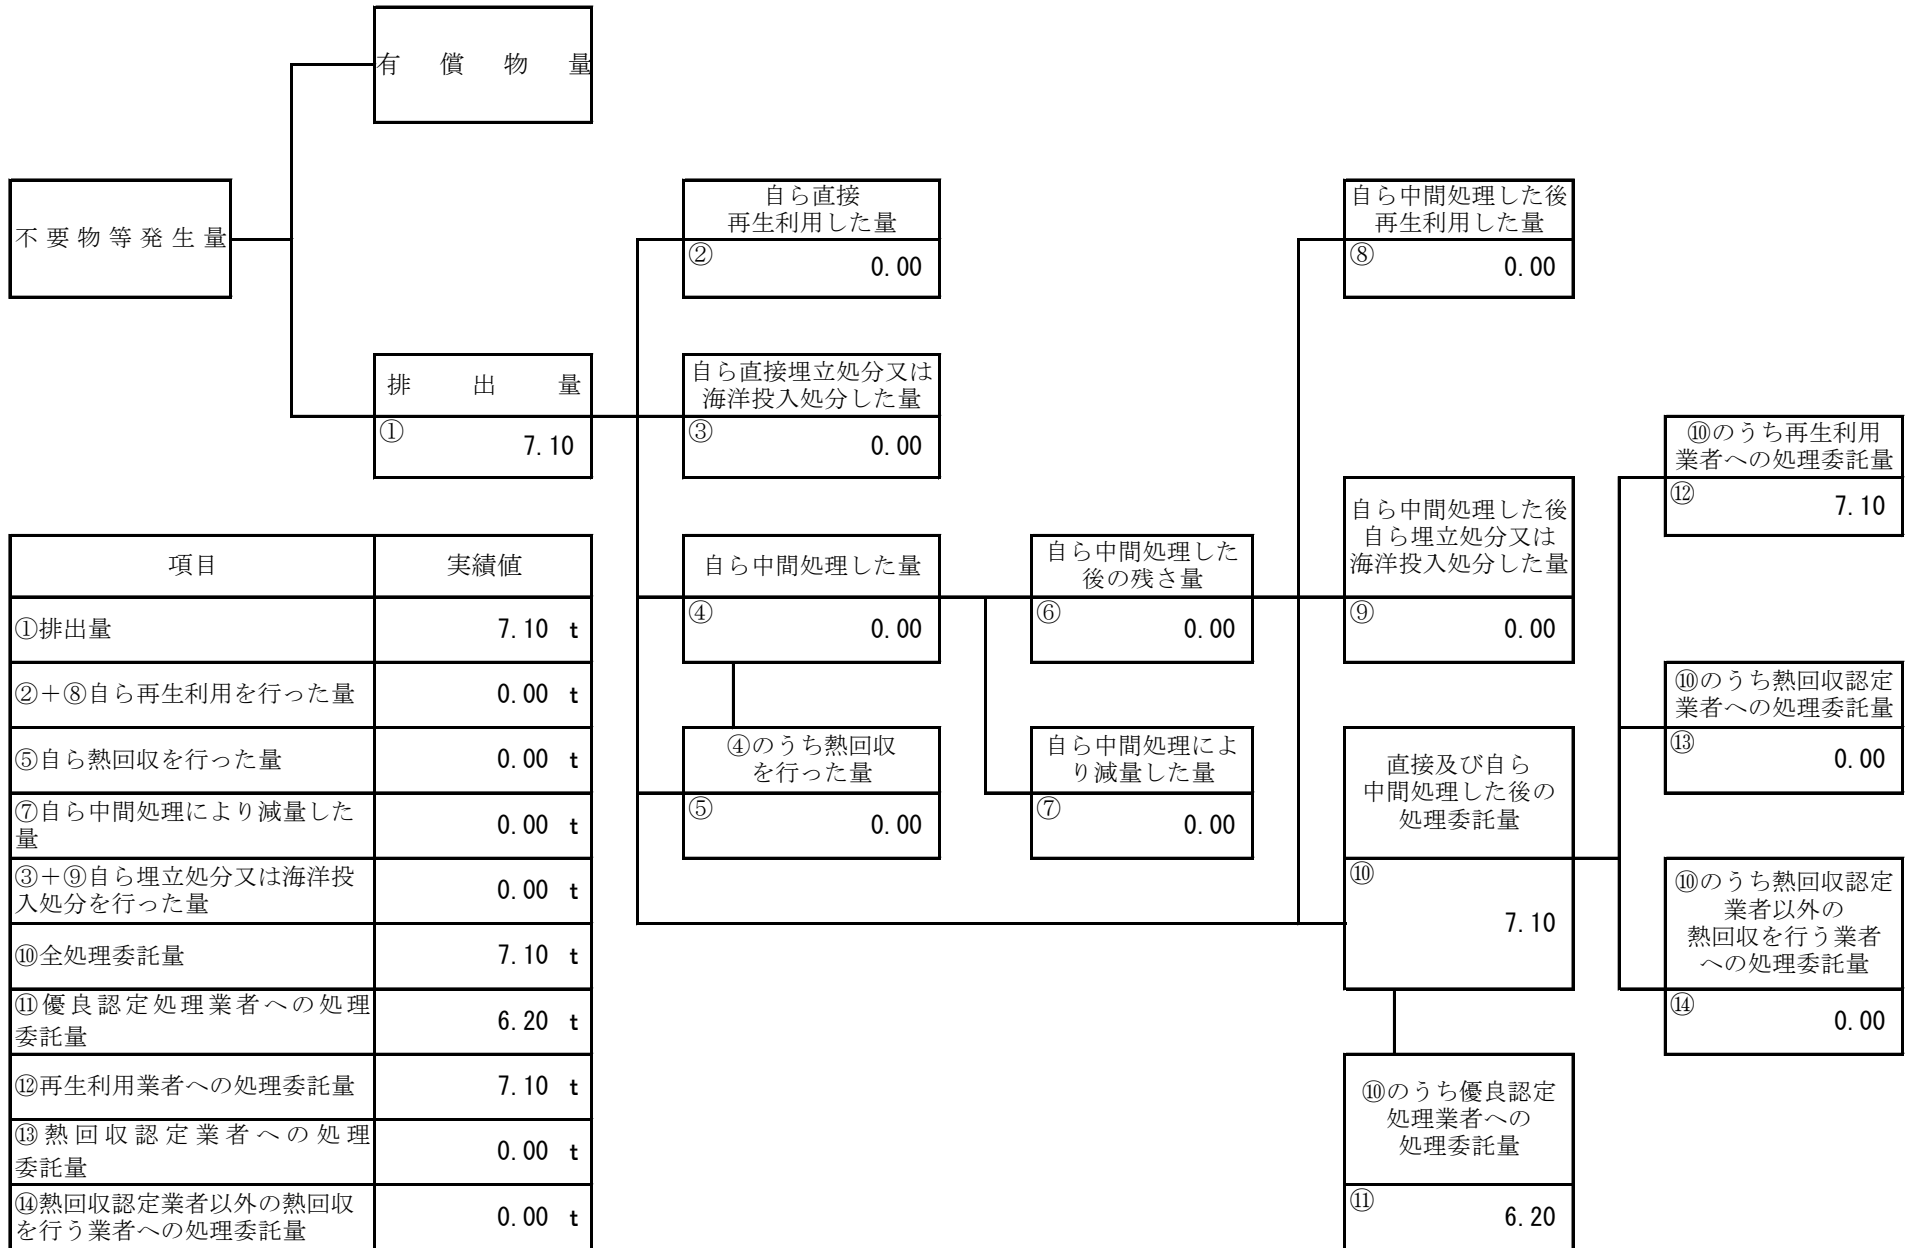 有償物量
不要物等発生量
自ら直接
再生利用した量
②
0.00
自ら中間処理した後
再生利用した量
⑧
0.00
排出量
①
7.10
自ら直接埋立処分又は
海洋投入処分した量
③
0.00
⑩のうち再生利用
業者への処理委託量
⑫
7.10
自ら中間処理した量
④
0.00
自ら中間処理した
後の残さ量
⑥
0.00
自ら中間処理した後
自ら埋立処分又は
海洋投入処分した量
⑨
0.00
④のうち熱回収
を行った量
⑤
0.00
自ら中間処理によ
り減量した量
⑦
0.00
直接及び自ら
中間処理した後の
処理委託量
⑩
7.10
⑩のうち熱回収認定
業者への処理委託量
⑬
0.00
⑩のうち熱回収認定
業者以外の
熱回収を行う業者
への処理委託量
⑭
0.00
⑩のうち優良認定
処理業者への
処理委託量
⑪
6.20
項目 実績値
①排出量 7.10 t
②＋⑧自ら再生利用を行った量 0.00 t
⑤自ら熱回収を行った量 0.00 t
⑦自ら中間処理により減量した
量 0.00 t
③＋⑨自ら埋立処分又は海洋投
入処分を行った量 0.00 t
⑩全処理委託量 7.10 t
⑪優良認定処理業者への処理
委託量 6.20 t
⑫再生利用業者への処理委託量 7.10 t
⑬熱回収認定業者への処理
委託量 0.00 t
⑭熱回収認定業者以外の熱回収
を行う業者への処理委託量 0.00 t